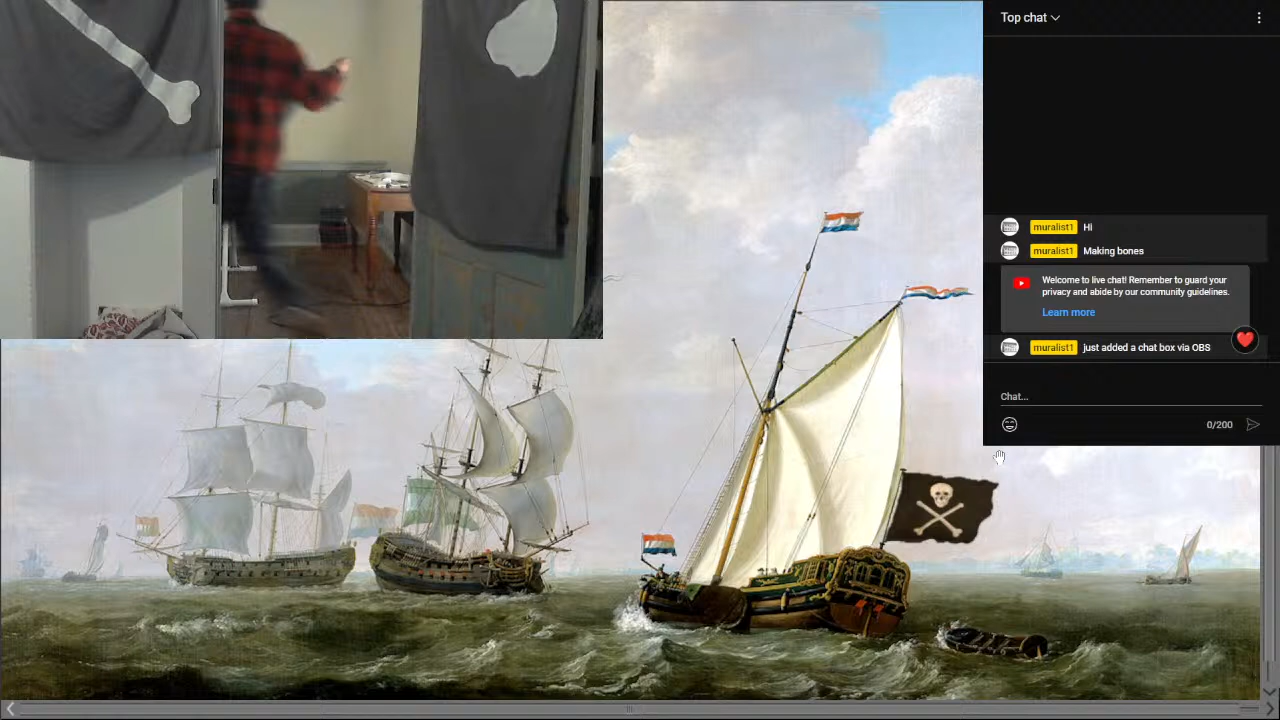 Top chat
muralist1 Hi
muralist1 Making bones
Welcome to live chat! Remember to guard your
privacy and abide by our community guidelines.
Learn more
muralist1 just added a chat box via OBS
Chat...
0/200